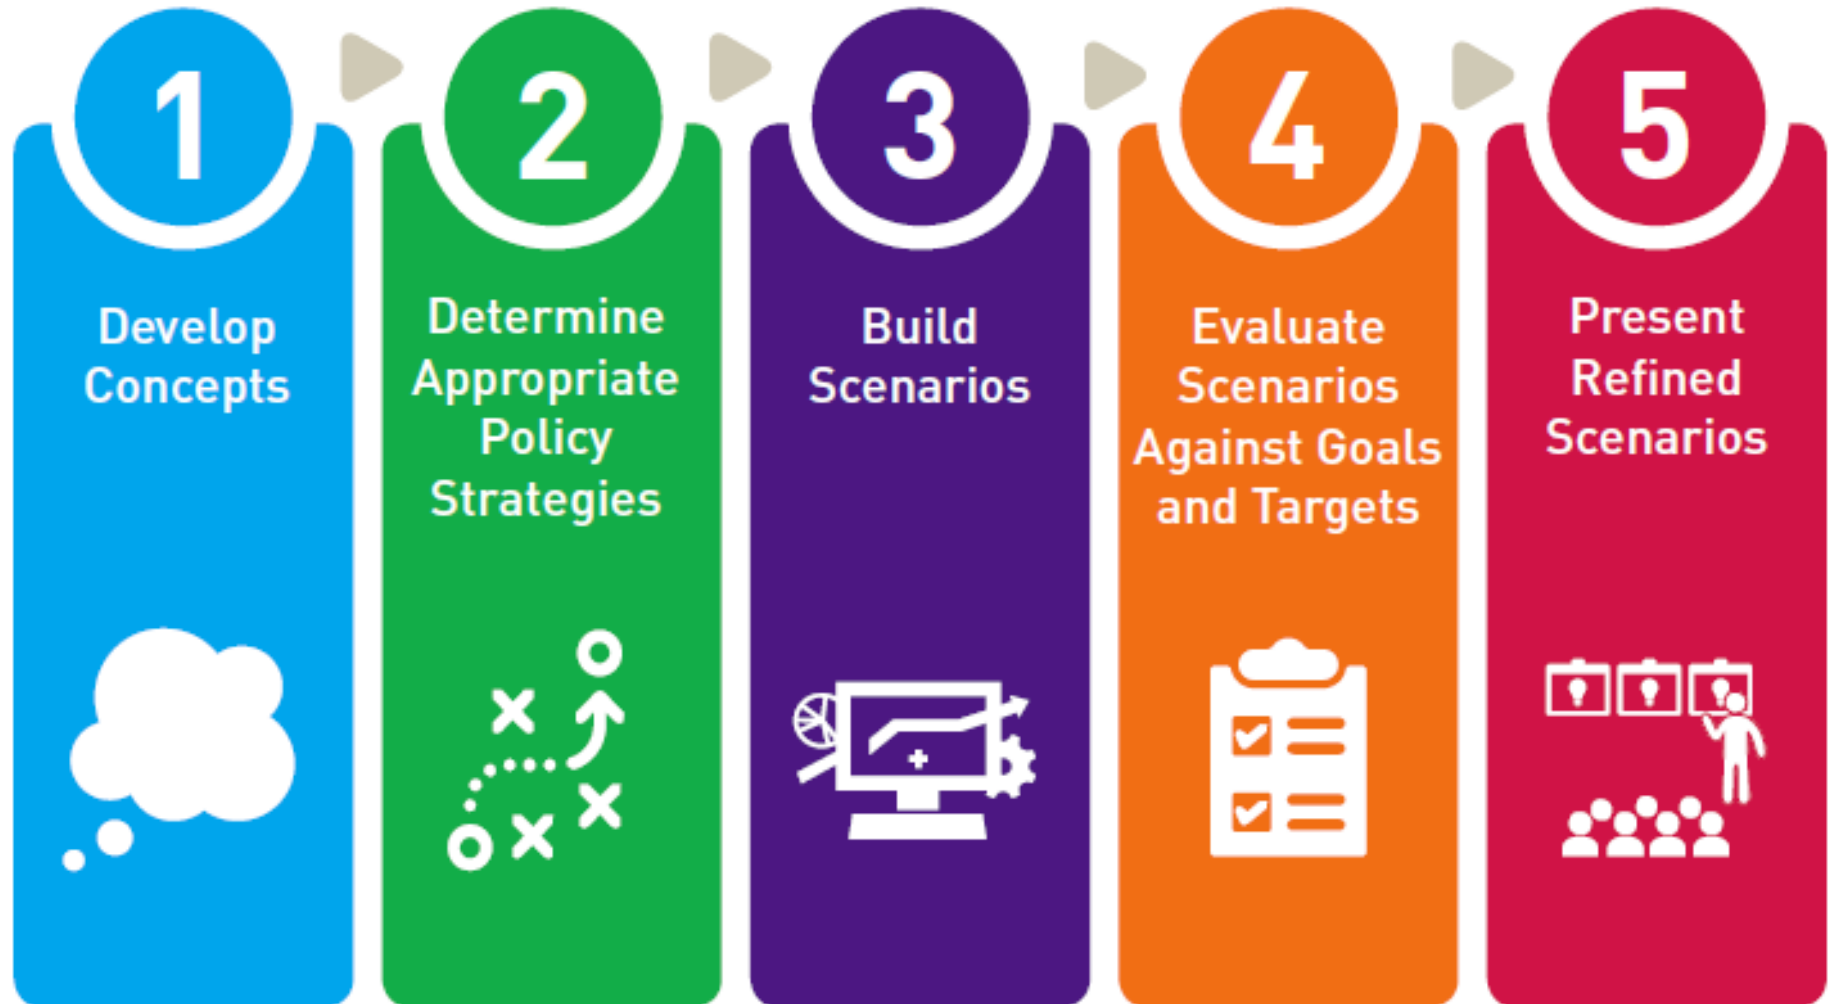 1
Develop
Concepts
2
Determine
Appropriate
Policy
Strategies
3
Build
Scenarios
4
Evaluate
Scenarios
Against Goals
and Targets
5
Present
Refined
Scenarios